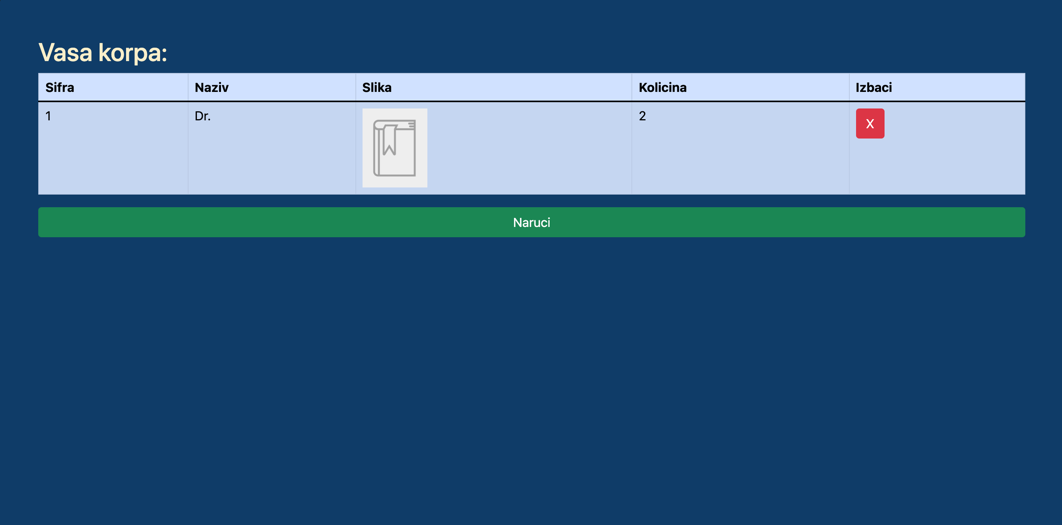 Vasa korpa:
Sifra Naziv Slika Kolicina Izbaci
1 Dr. 2 X
Naruci